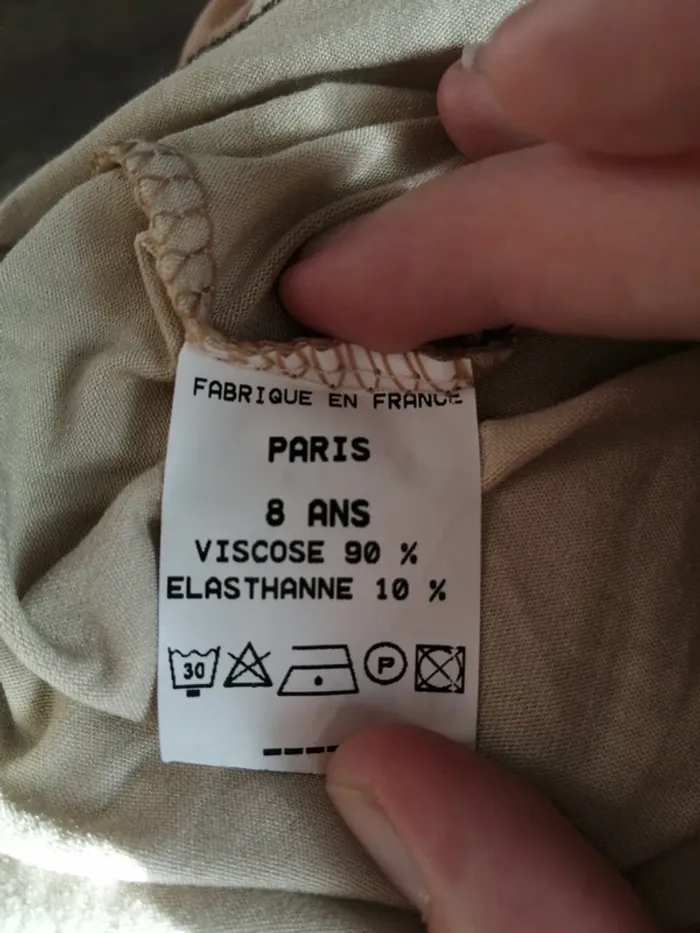 FABRIQUE EN FRANCE
PARIS
8 ANS
VISCOSE 90 %
ELASTHANNE 10 %
30 P